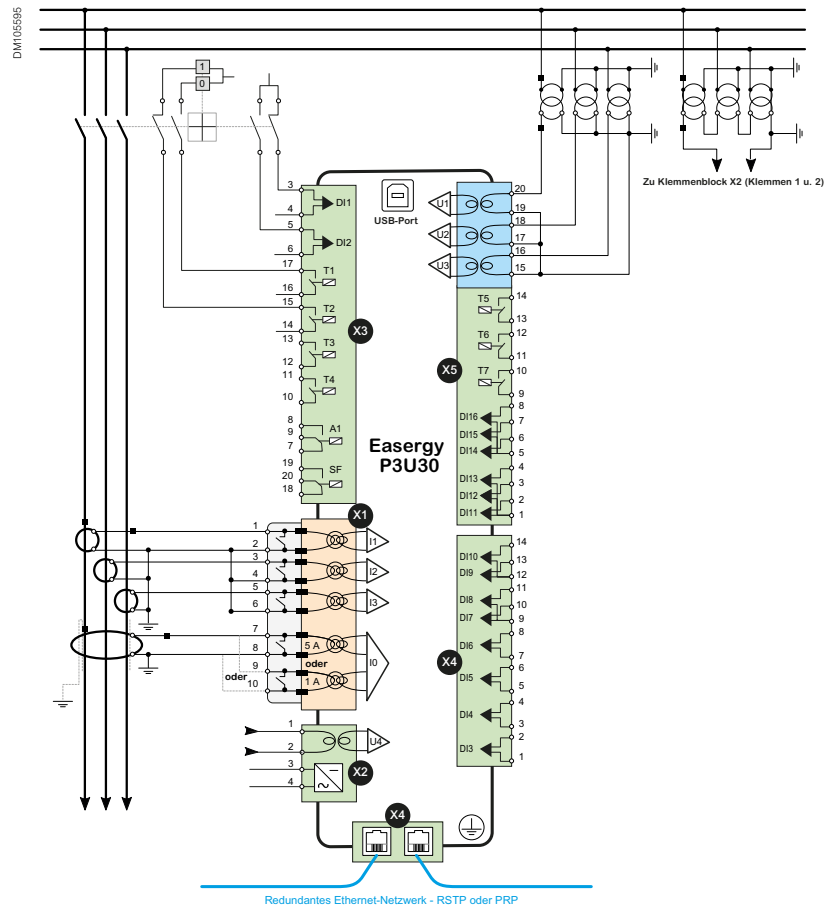 DM105595
1
0
Zu Klemmenblock X2 (Klemmen 1 u. 2)
USB-Port
3
DI1
4
5
DI2
6
17
T1
16
15
T2
14
13
T3
12
11
T4
10
8
9
A1
7
19
20
SF
18
X3
U1
20
19
U2
18
17
U3
16
15
T5
14
13
T6
12
11
X5
T7
10
9
8
DI16
7
DI15
6
DI14
5
4
DI13
3
DI12
2
DI11
1
Easergy
P3U30
X1
1
I1
2
3
I2
4
5
I3
6
7
5 A
8
oder
I0
9
oder
1 A
10
14
DI10
13
DI9
12
11
DI8
10
DI7
9
8
DI6
7
X4
6
DI5
5
4
DI4
3
2
DI3
1
1
U4
2
3
X2
4
X4
Redundantes Ethernet-Netzwerk - RSTP oder PRP